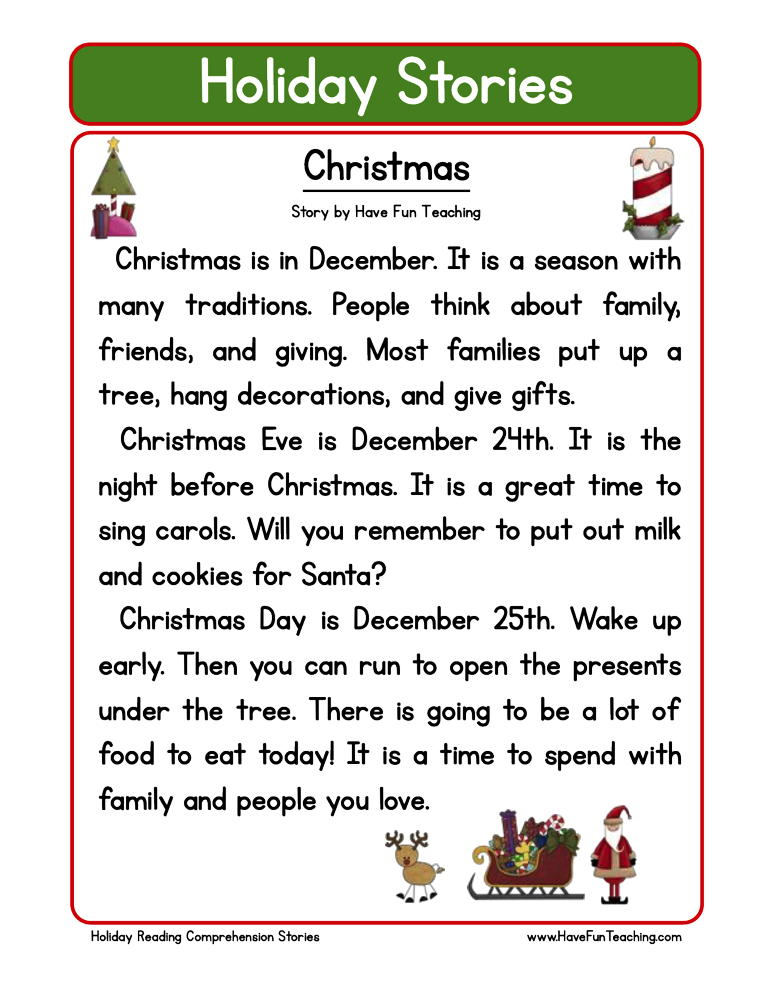 Holiday Stories
Christmas
Story by Have Fun Teaching
Christmas is in December. It is a season with
many traditions. People think about family,
friends, and giving. Most families put up a
tree, hang decorations, and give gifts.
Christmas Eve is December 24th. It is the
night before Christmas. It is a great time to
sing carols. Will you remember to put out milk
and cookies for Santa?
Christmas Day is December 25th. Wake up
early. Then you can run to open the presents
under the tree. There is going to be a lot of
food to eat today! It is a time to spend with
family and people you love.
Holiday Reading Comprehension Stories
www.HaveFunTeaching.com